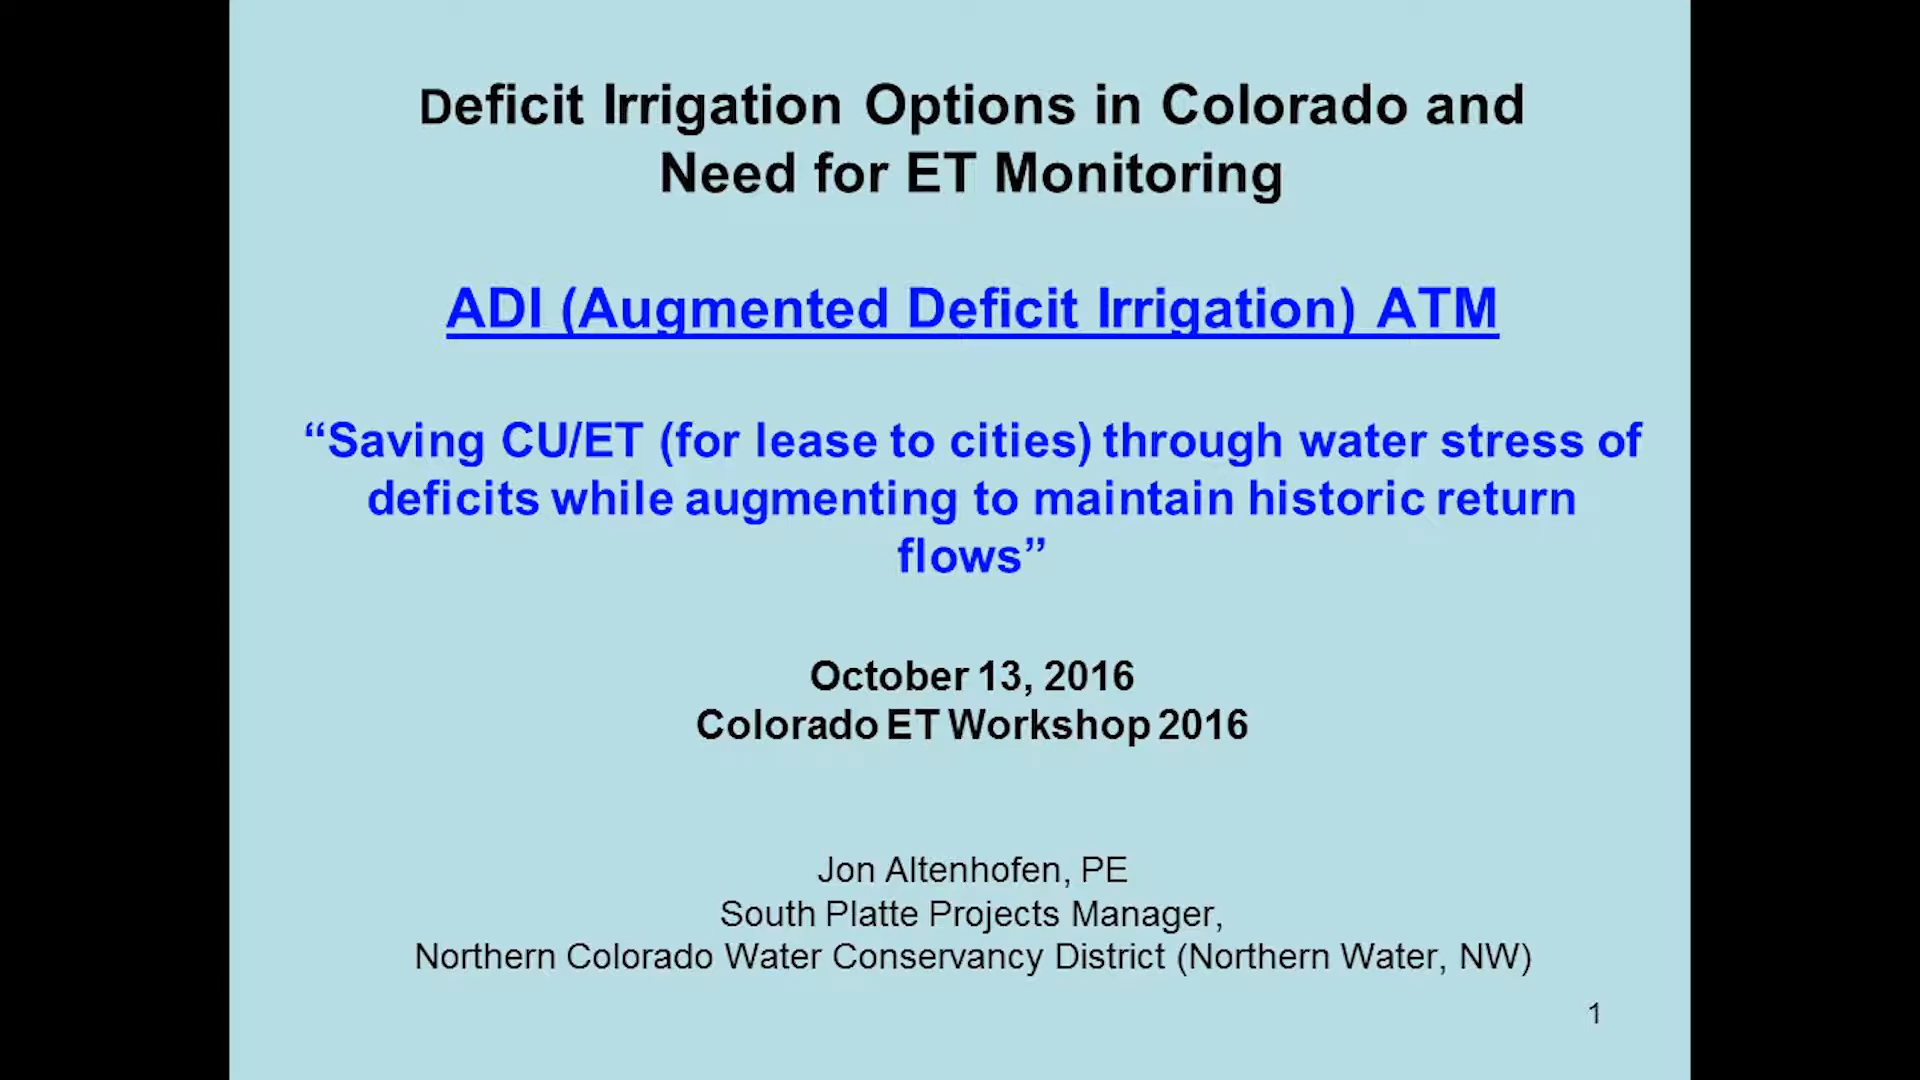 Deficit Irrigation Options in Colorado and
Need for ET Monitoring
ADI (Augmented Deficit Irrigation) ATM
“Saving CU/ET (for lease to cities) through water stress of
deficits while augmenting to maintain historic return
flows”
October 13, 2016
Colorado ET Workshop 2016
Jon Altenhofen, PE
South Platte Projects Manager,
Northern Colorado Water Conservancy District (Northern Water, NW)
1